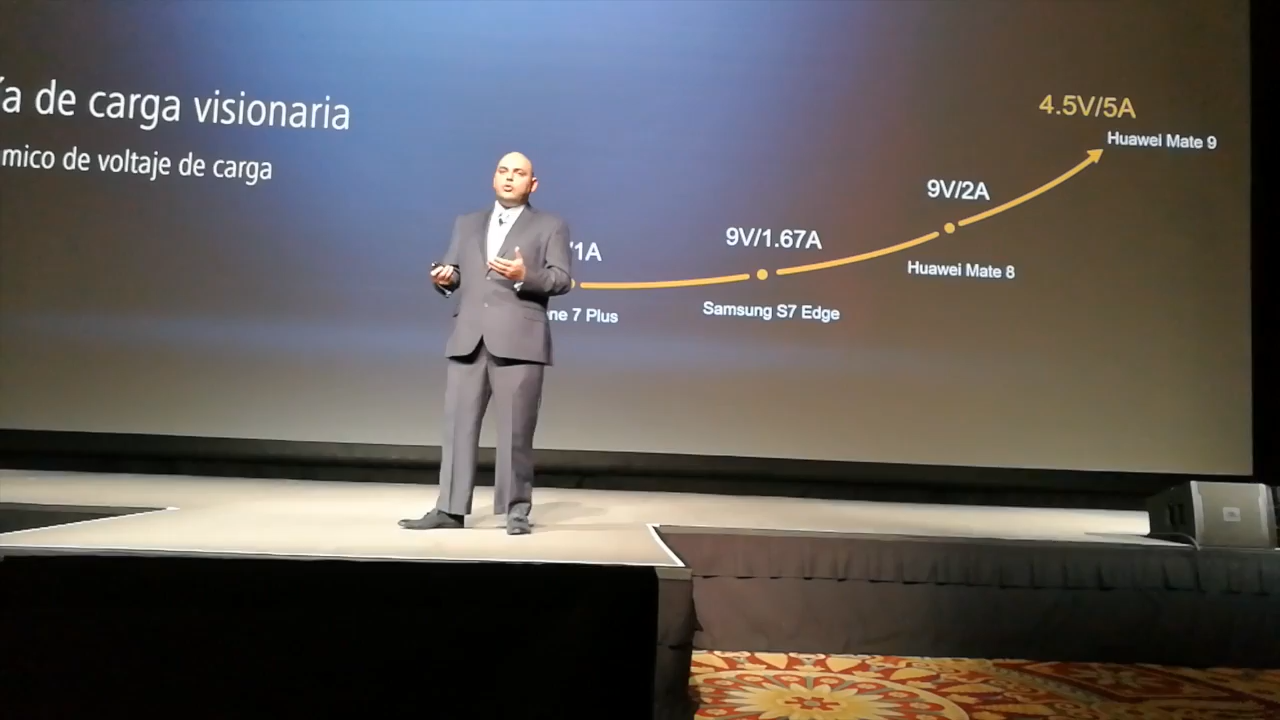 ía de carga visionaria
mico de voltaje de carga
4.5V/5A
Huawei Mate 9
9V/2A
Huawei Mate 8
9V/1.67A
Samsung S7 Edge
/1A
ne 7 Plus